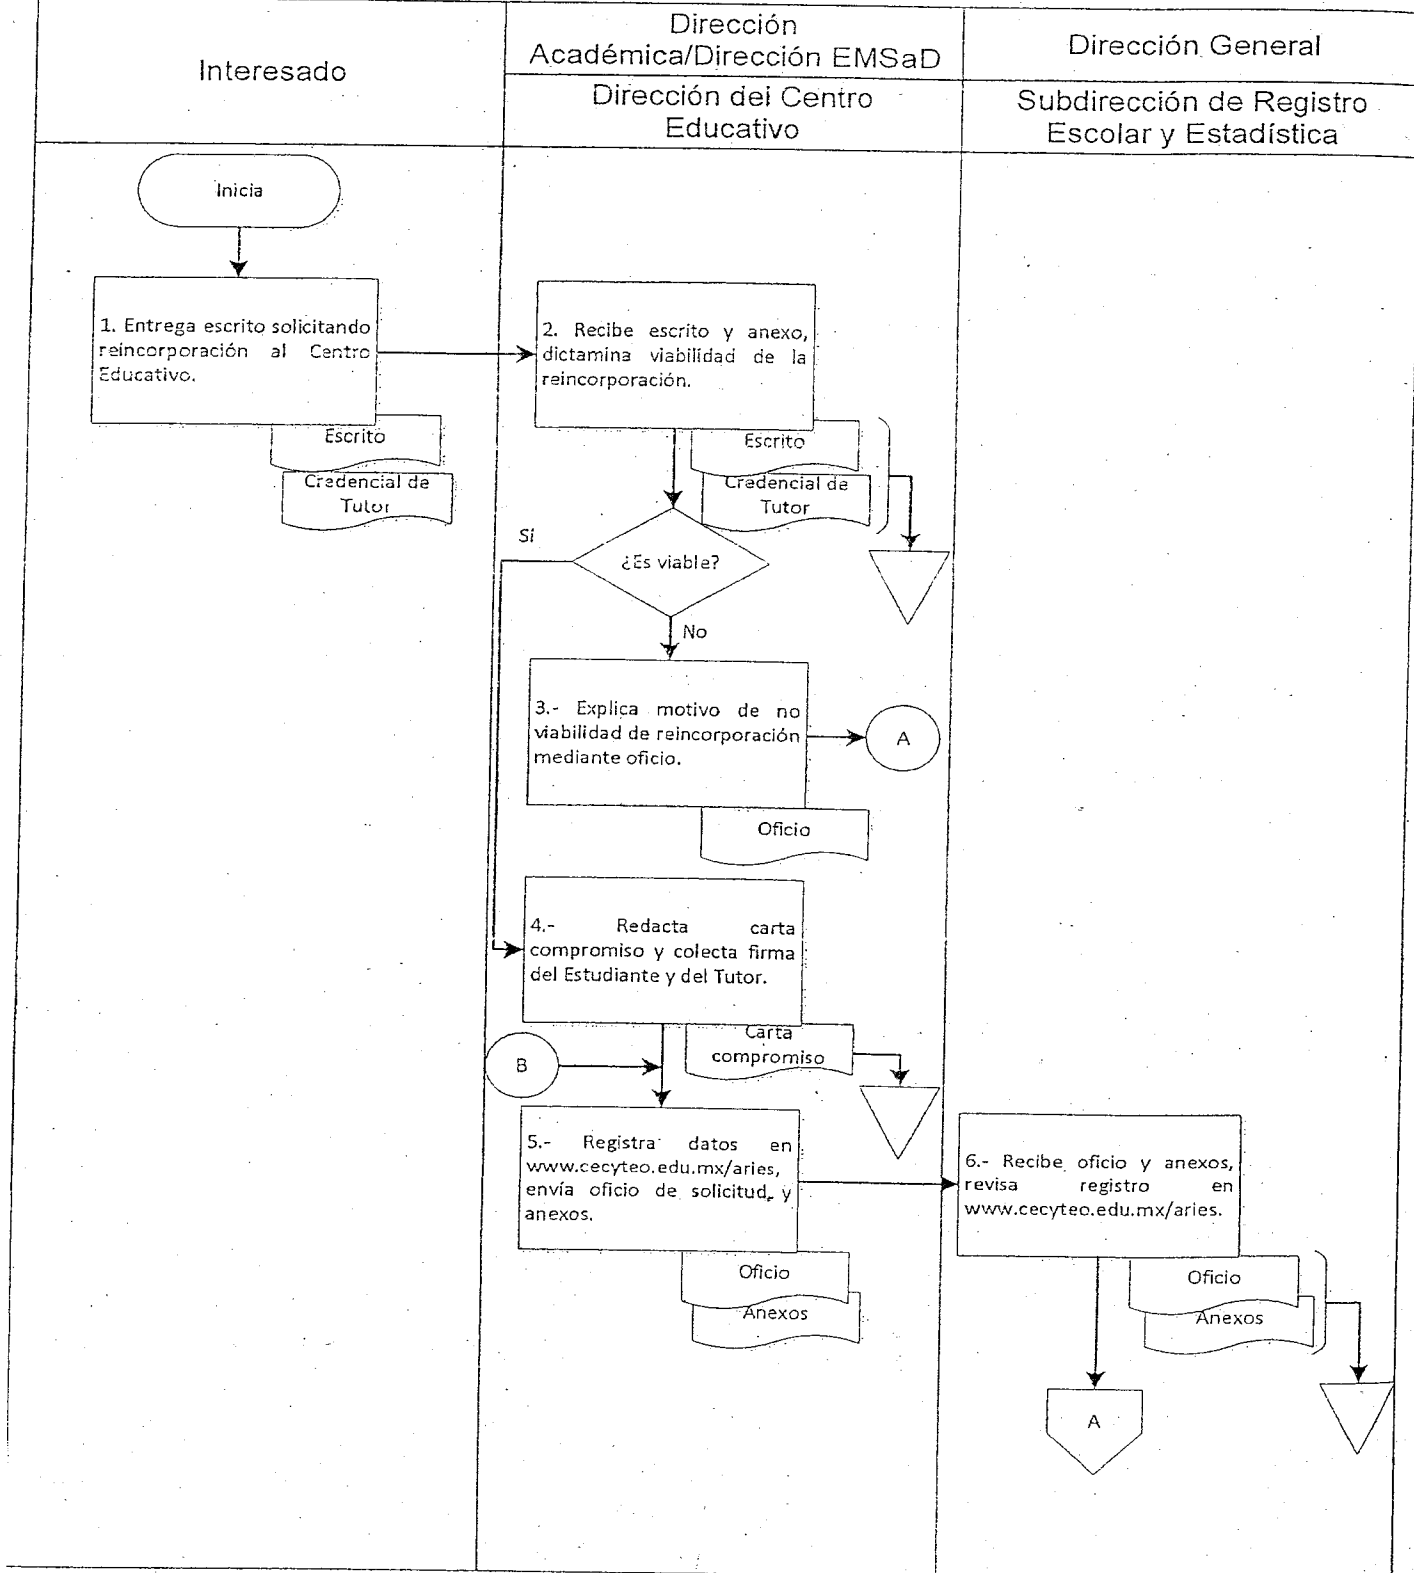 Interesado
Dirección
Académica/Dirección EMSaD
Dirección del Centro
Educativo
Dirección General
Subdirección de Registro
Escolar y Estadística
Inicia
1. Entrega escrito solicitando
reincorporación al Centro
Educativo.
Escrito
Credencial de
Tutor
2. Recibe escrito y anexo,
dictamina viabilidad de la
reincorporación.
Escrito
Credencial de
Tutor
Si
¿Es viable?
No
3.- Explica motivo de no
viabilidad de reincorporación
mediante oficio.
A
Oficio
4.- Redacta carta
compromiso y colecta firma
del Estudiante y del Tutor.
Carta
compromiso
B
5.- Registra datos en
www.cecyteo.edu.mx/aries,
envía oficio de solicitud, y
anexos.
Oficio
Anexos
6.- Recibe oficio y anexos,
revisa registro en
www.cecyteo.edu.mx/aries.
Oficio
Anexos
A